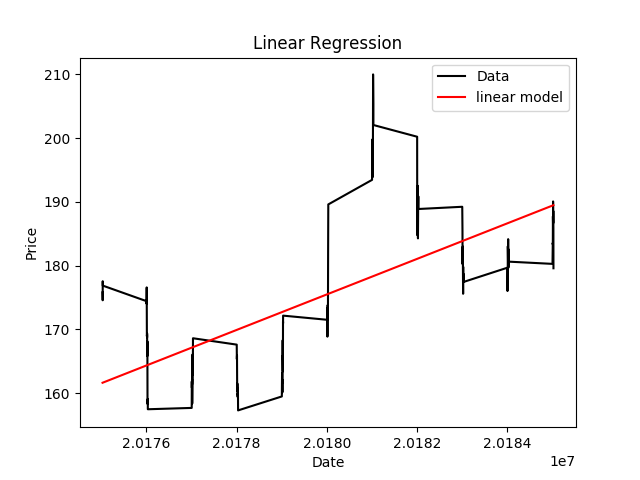 Linear Regression
Data
linear model
210
200
190
180
170
160
Price
2.0176
2.0178
2.0180
2.0182
2.0184
1e7
Date